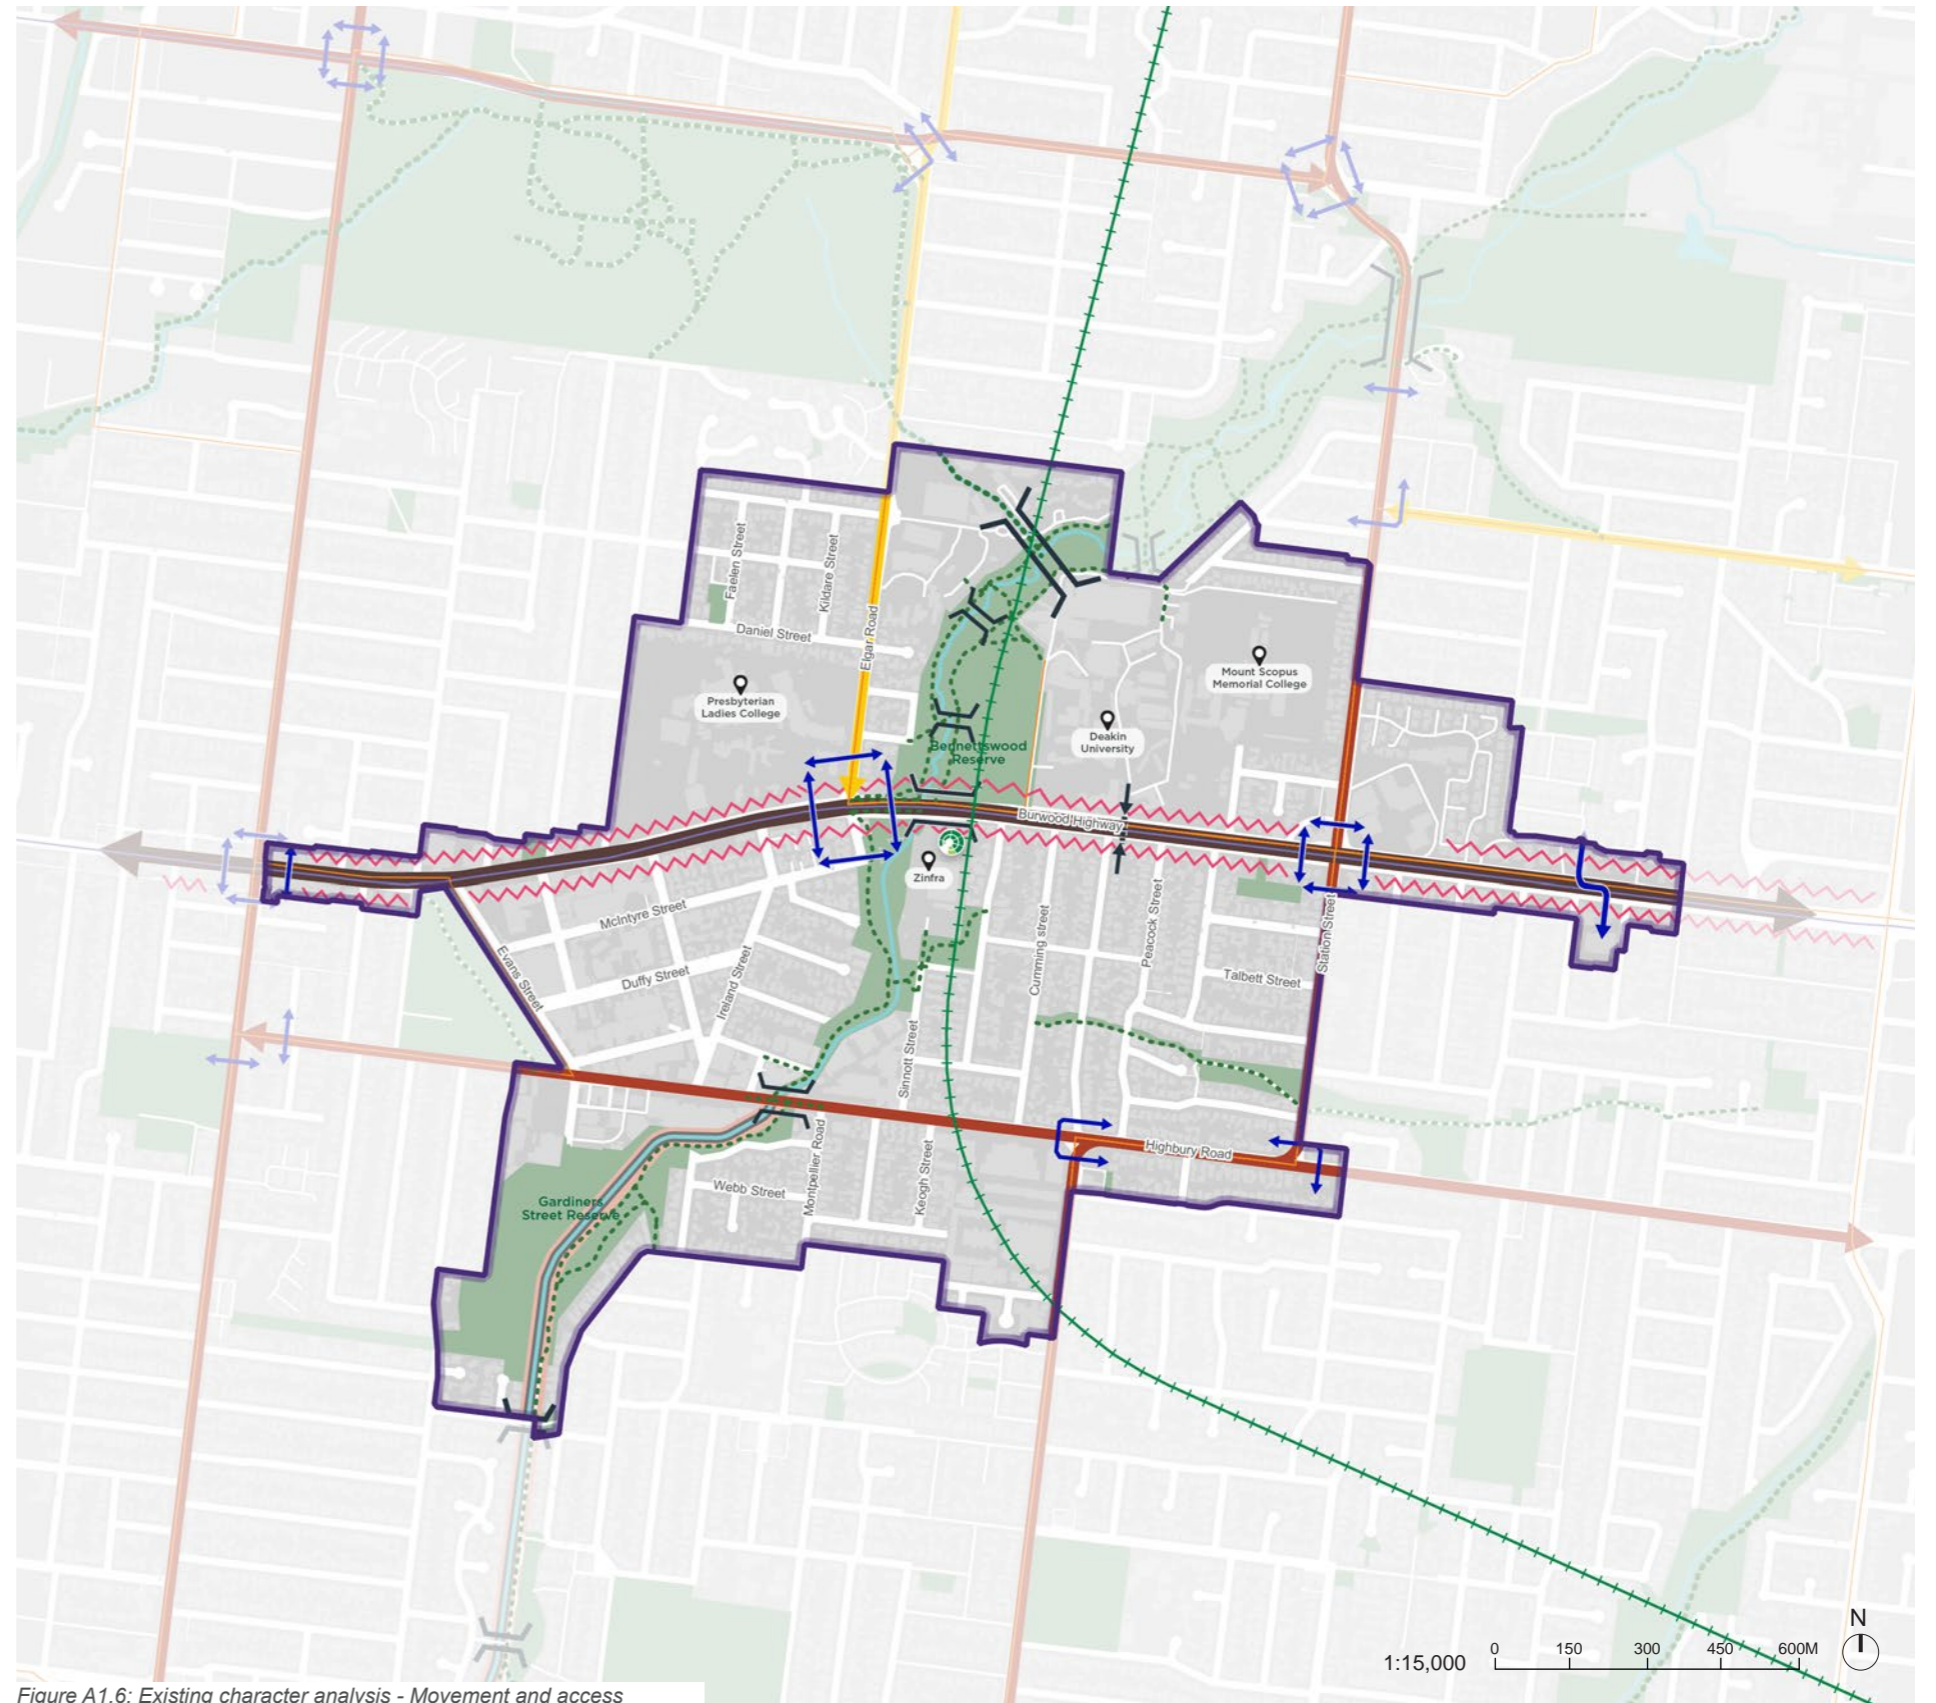 Faelen Street
Kildare Street
Daniel Street
Elgar Road
Presbyterian
Ladies College
Mount Scopus
Memorial College
Deakin
University
Bennettswood
Reserve
Burwood Highway
Zinfra
McIntyre Street
Evans Street
Duffy Street
Ireland Street
Cumming street
Peacock Street
Station Street
Talbett Street
Sinnott Street
Highbury Road
Montpellier Road
Keogh Street
Webb Street
Gardiners
Street Reserve
N
1:15,000
0 150 300 450 600M
Figure A1.6: Existing character analysis - Movement and access